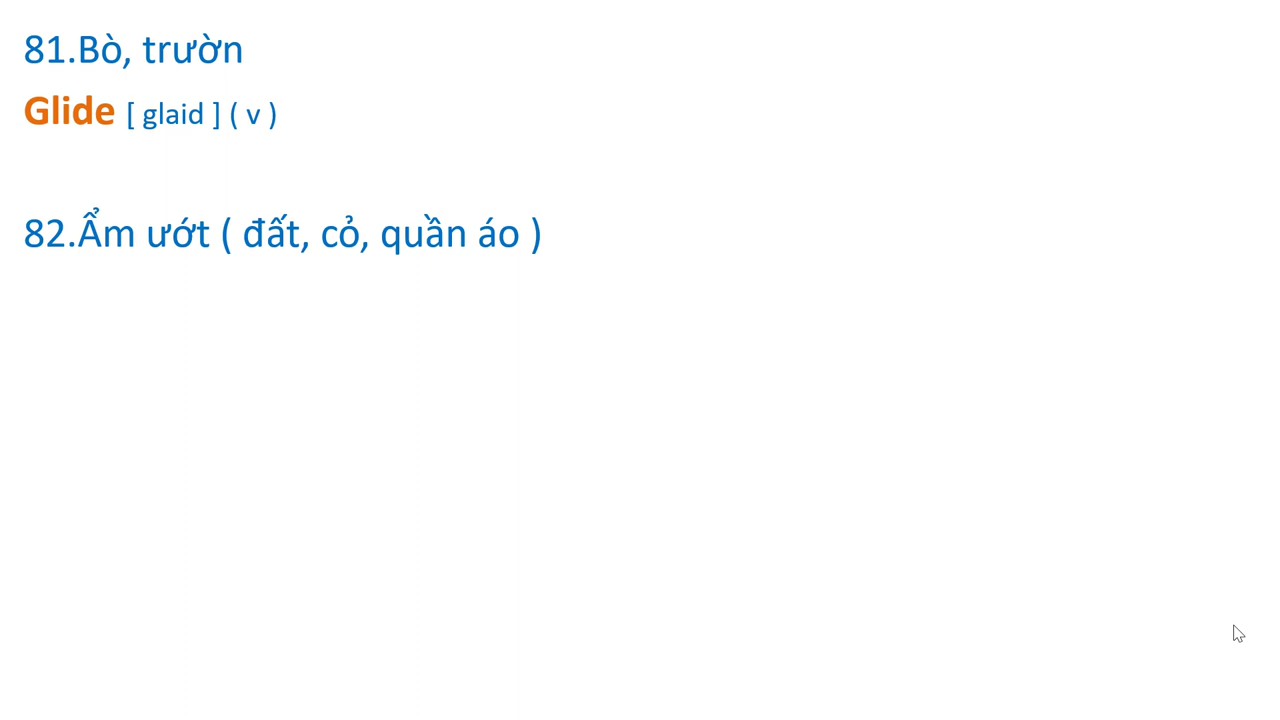 81.Bò, trườn
Glide [ glaid ] ( v )
82.Ẩm ướt ( đất, cỏ, quần áo )